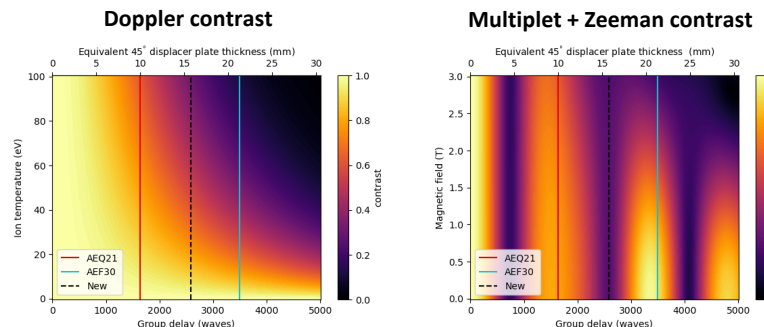 Doppler contrast
Equivalent 45° displacer plate thickness (mm)
0 5 10 15 20 25 30
100
80
60
40
20
0
Ion temperature (eV)
AEQ21
AEF30
New
0 1000 2000 3000 4000 5000
Group delay (waves)
1.0
0.8
0.6
0.4
0.2
0.0
contrast
Multiplet + Zeeman contrast
Equivalent 45° displacer plate thickness (mm)
0 5 10 15 20 25 30
3.0
2.5
2.0
1.5
1.0
0.5
0.0
Magnetic field (T)
AEQ21
AEF30
New
0 1000 2000 3000 4000 5000
Group delay (waves)